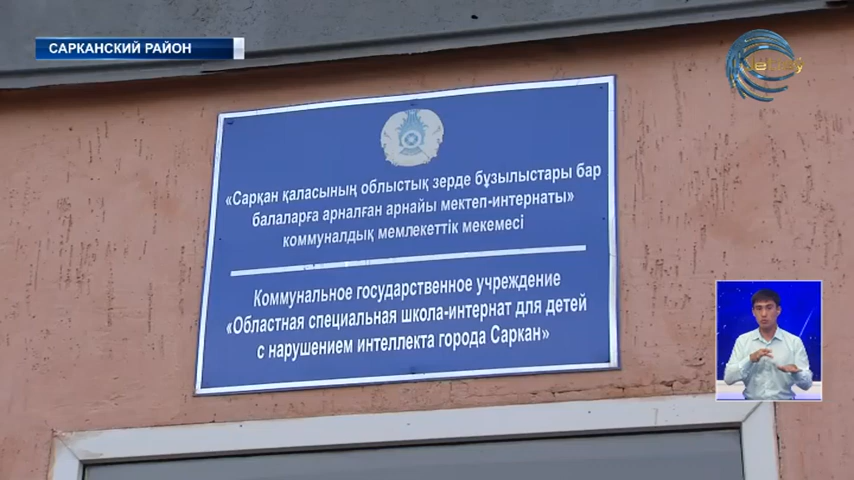 САРКАНСКИЙ РАЙОН
«Сарқан қаласының облыстық зерде бұзылыстары бар
балаларға арналған арнайы мектеп-интернаты»
коммуналдық мемлекеттік мекемесі
Коммунальное государственное учреждение
«Областная специальная школа-интернат для детей
с нарушением интеллекта города Саркан»